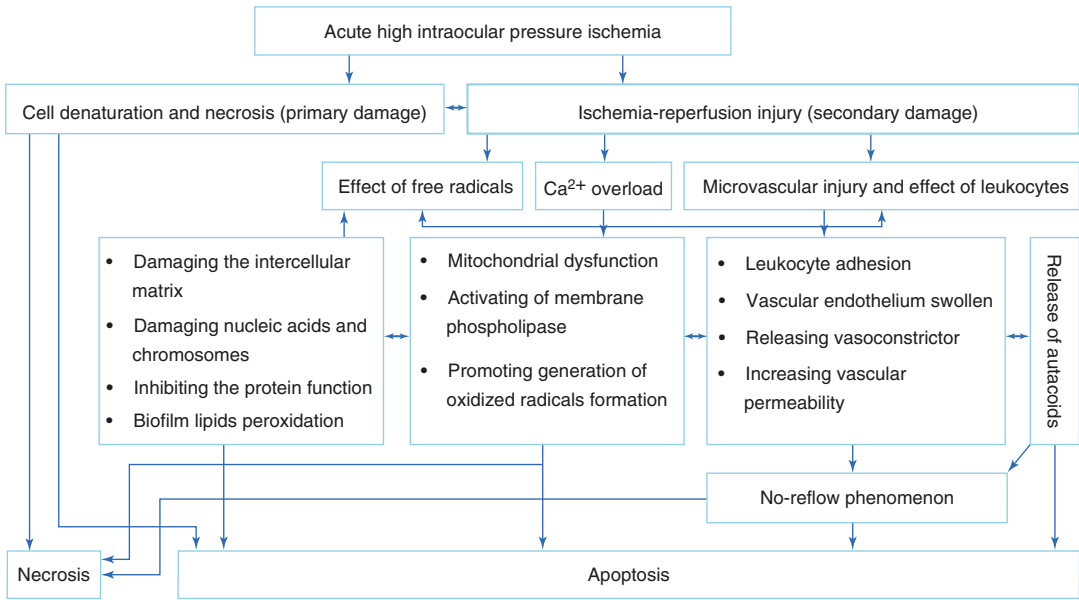 Acute high intraocular pressure ischemia
Cell denaturation and necrosis (primary damage)
Ischemia-reperfusion injury (secondary damage)
Effect of free radicals
Ca²⁺ overload
Microvascular injury and effect of leukocytes
• Damaging the intercellular
matrix
• Damaging nucleic acids and
chromosomes
• Inhibiting the protein function
• Biofilm lipids peroxidation
• Mitochondrial dysfunction
• Activating of membrane
phospholipase
• Promoting generation of
oxidized radicals formation
• Leukocyte adhesion
• Vascular endothelium swollen
• Releasing vasoconstrictor
• Increasing vascular
permeability
Release of autacoids
No-reflow phenomenon
Necrosis
Apoptosis